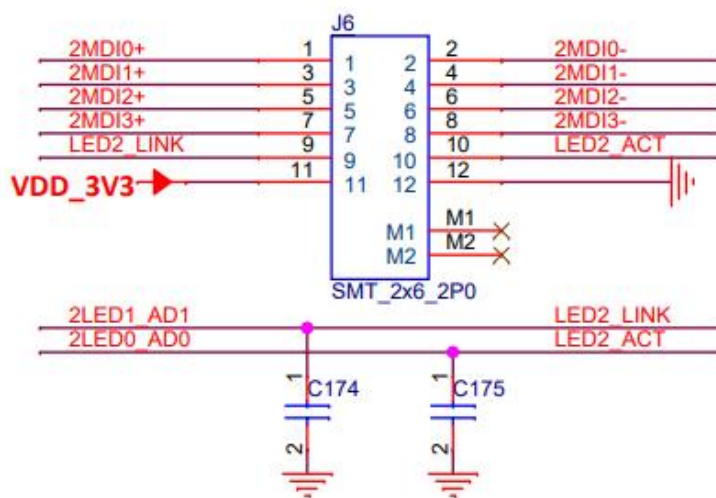 J6
2MDI0+ 1 1 2 2 2MDI0-
2MDI1+ 3 3 4 4 2MDI1-
2MDI2+ 5 5 6 6 2MDI2-
2MDI3+ 7 7 8 8 2MDI3-
LED2_LINK 9 9 10 10 LED2_ACT
VDD_3V3 11 11 12 12
M1 M1
M2 M2
SMT_2x6_2P0
2LED1_AD1 LED2_LINK
2LED0_AD0 LED2_ACT
1 C174 1 C175
2 2